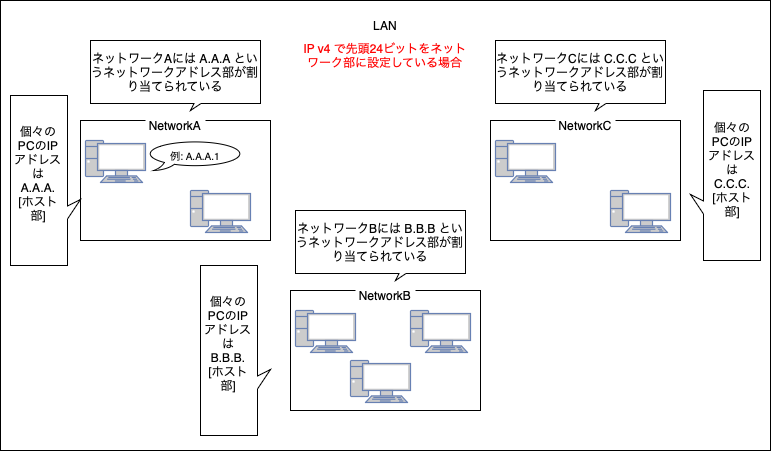 LAN
IP v4 で先頭24ビットをネット
ワーク部に設定している場合
ネットワークAには A.A.A とい
うネットワークアドレス部が割
り当てられている
ネットワークCには C.C.C とい
うネットワークアドレス部が割
り当てられている
個々の
PCのIP
アドレス
は
A.A.A.
[ホスト
部]
NetworkA
例: A.A.A.1
NetworkC
個々の
PCのIP
アドレス
は
C.C.C.
[ホスト
部]
ネットワークBには B.B.B とい
うネットワークアドレス部が割
り当てられている
個々の
PCのIP
アドレス
は
B.B.B.
[ホスト
部]
NetworkB